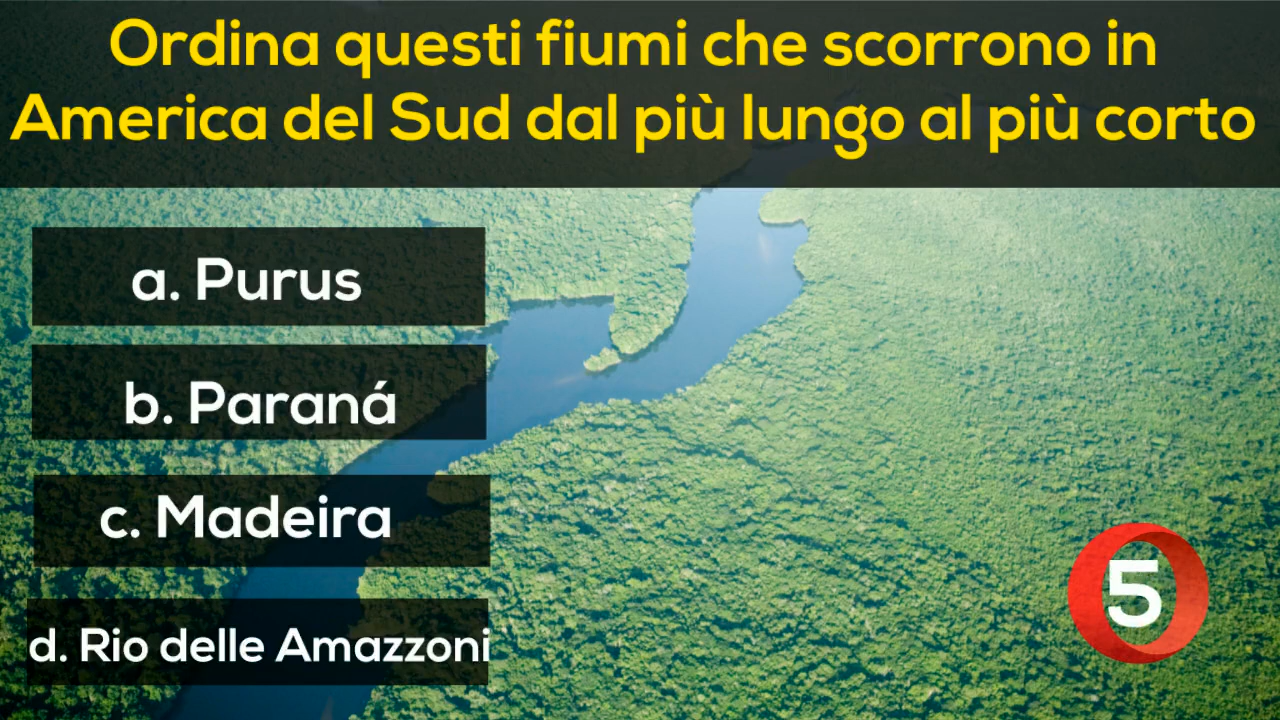 Ordina questi fiumi che scorrono in
America del Sud dal più lungo al più corto
a. Purus
b. Paraná
c. Madeira
d. Rio delle Amazzoni
5